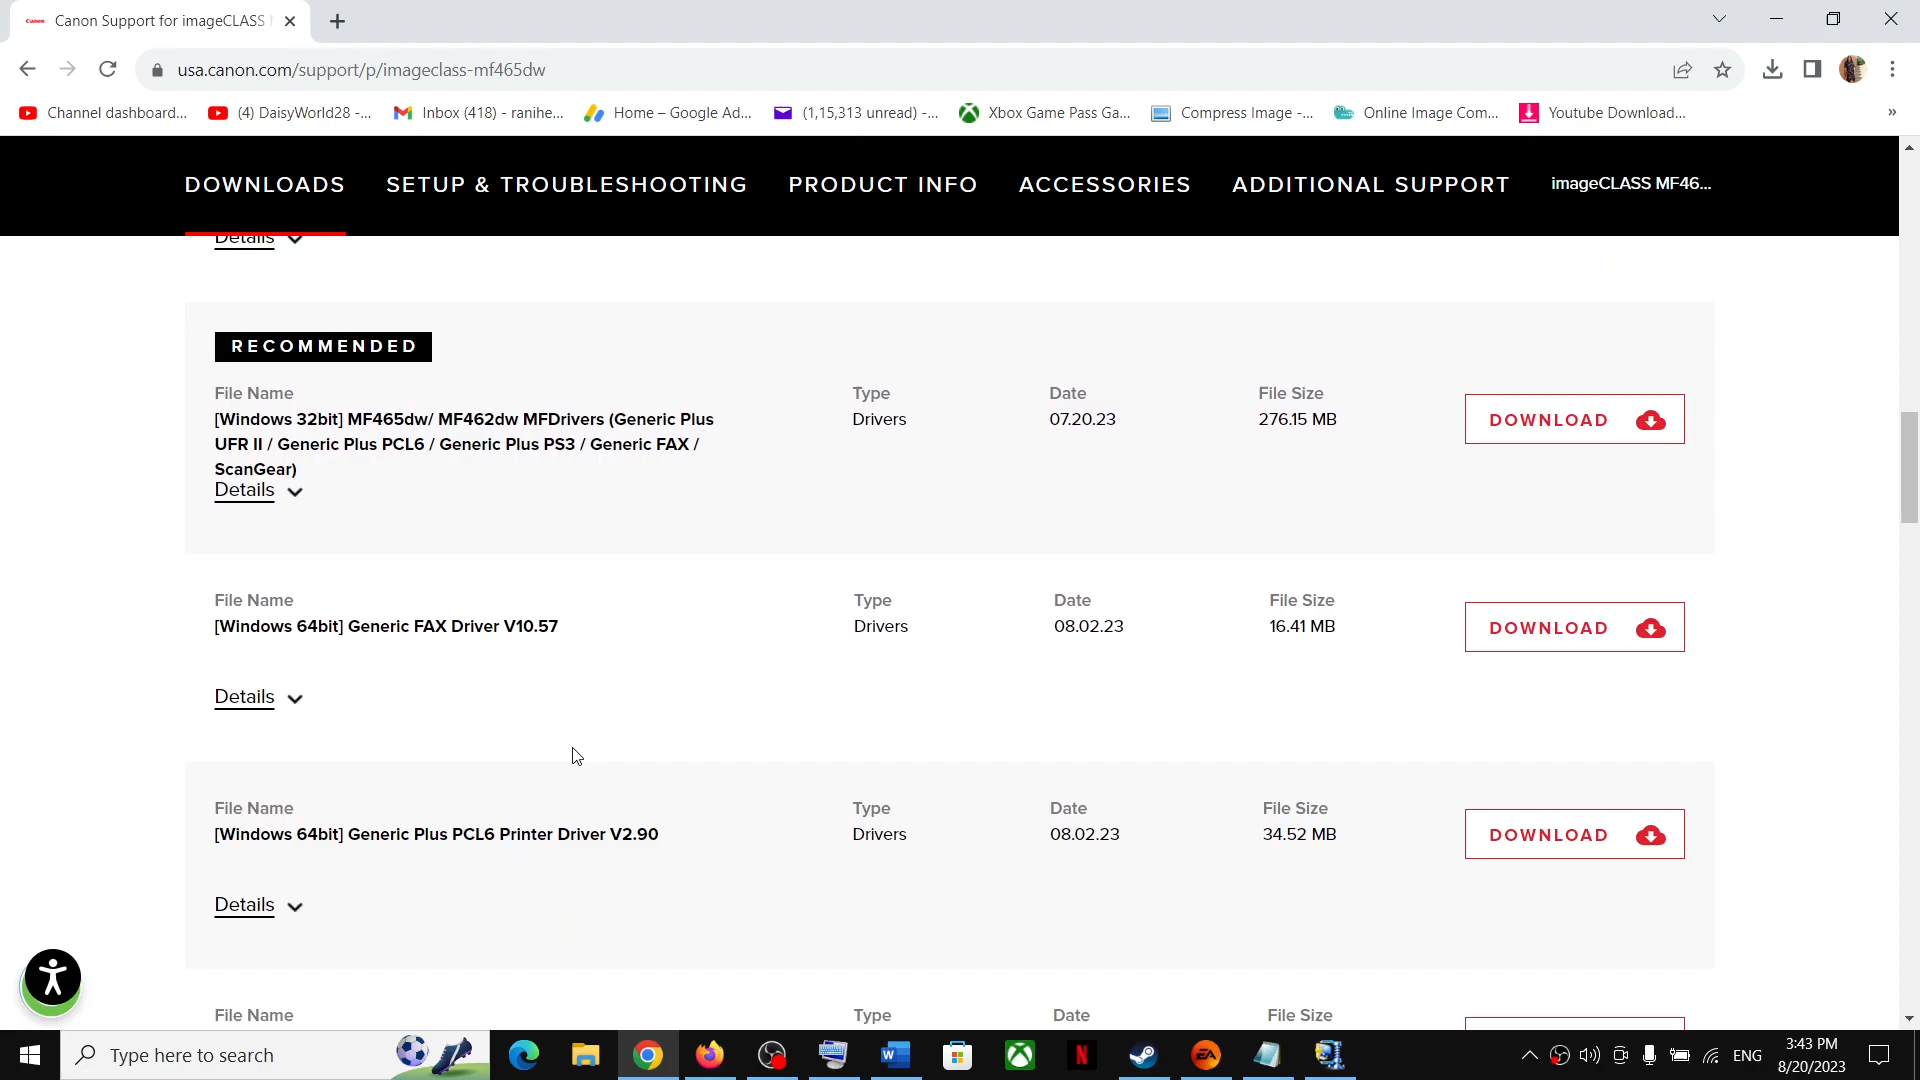 Canon Support for imageCLASS
usa.canon.com/support/p/imageclass-mf465dw
Channel dashboard...
(4) DaisyWorld28 -...
Inbox (418) - ranihe...
Home – Google Ad...
(1,15,313 unread) -...
Xbox Game Pass Ga...
Compress Image -...
Online Image Com...
Youtube Download...
»
DOWNLOADS
SETUP & TROUBLESHOOTING
PRODUCT INFO
ACCESSORIES
ADDITIONAL SUPPORT
imageCLASS MF46...
Details
RECOMMENDED
File Name
Type
Date
File Size
[Windows 32bit] MF465dw/ MF462dw MFDrivers (Generic Plus
UFR II / Generic Plus PCL6 / Generic Plus PS3 / Generic FAX /
ScanGear)
Drivers
07.20.23
276.15 MB
DOWNLOAD
Details
File Name
Type
Date
File Size
[Windows 64bit] Generic FAX Driver V10.57
Drivers
08.02.23
16.41 MB
DOWNLOAD
Details
File Name
Type
Date
File Size
[Windows 64bit] Generic Plus PCL6 Printer Driver V2.90
Drivers
08.02.23
34.52 MB
DOWNLOAD
Details
File Name
Type
Date
File Size
Type here to search
ENG
3:43 PM
8/20/2023